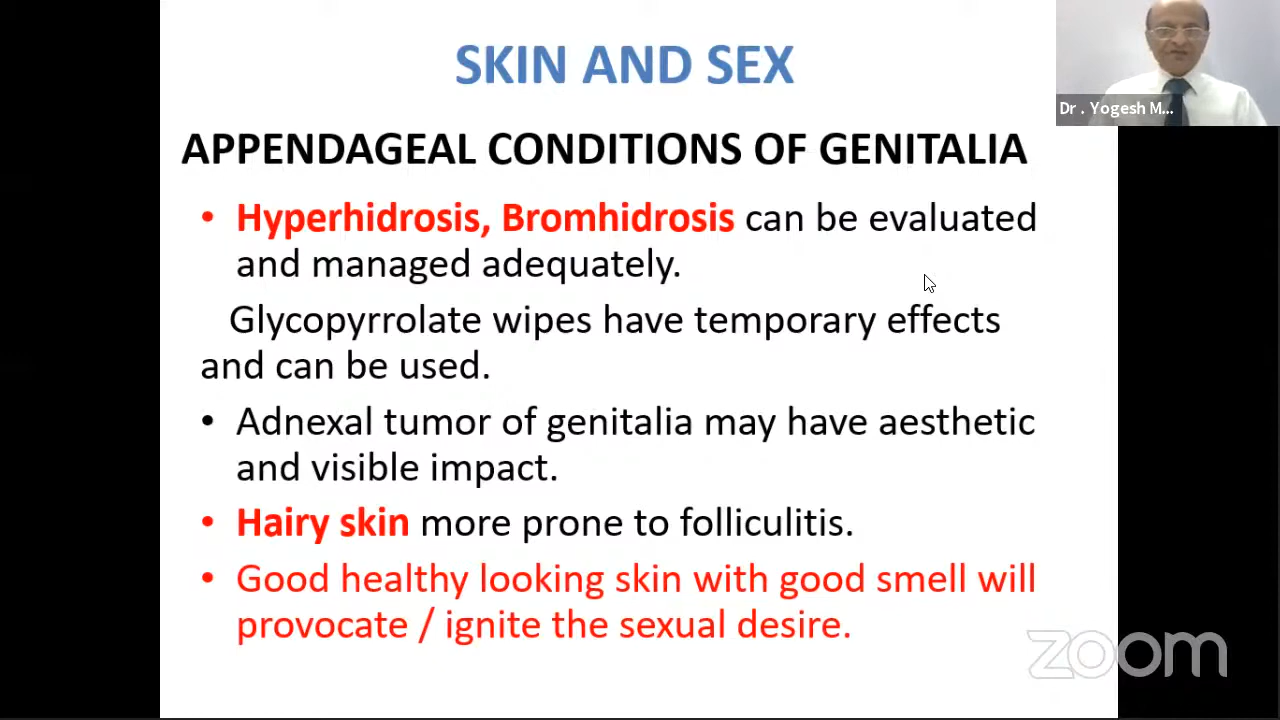 SKIN AND SEX
Dr . Yogesh M...
APPENDAGEAL CONDITIONS OF GENITALIA
• Hyperhidrosis, Bromhidrosis can be evaluated
and managed adequately.
Glycopyrrolate wipes have temporary effects
and can be used.
• Adnexal tumor of genitalia may have aesthetic
and visible impact.
• Hairy skin more prone to folliculitis.
• Good healthy looking skin with good smell will
provocate / ignite the sexual desire.
zoom